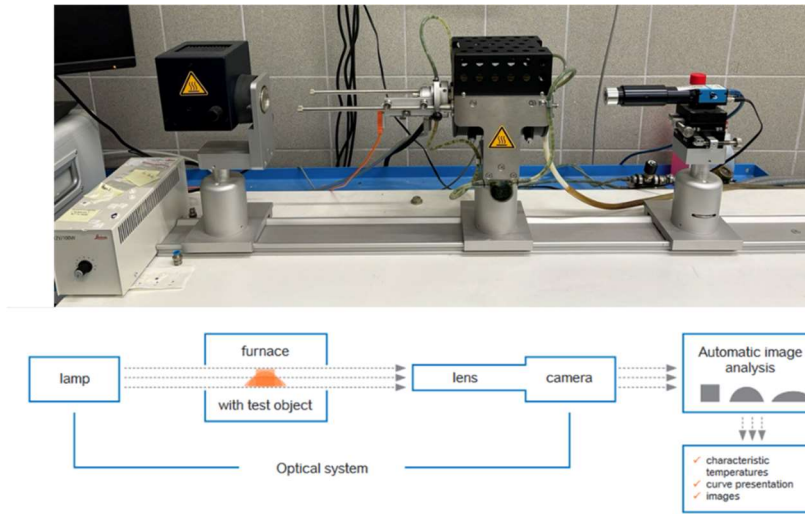 furnace
lamp
with test object
lens
camera
Automatic image
analysis
Optical system
✓ characteristic
temperatures
✓ curve presentation
✓ images